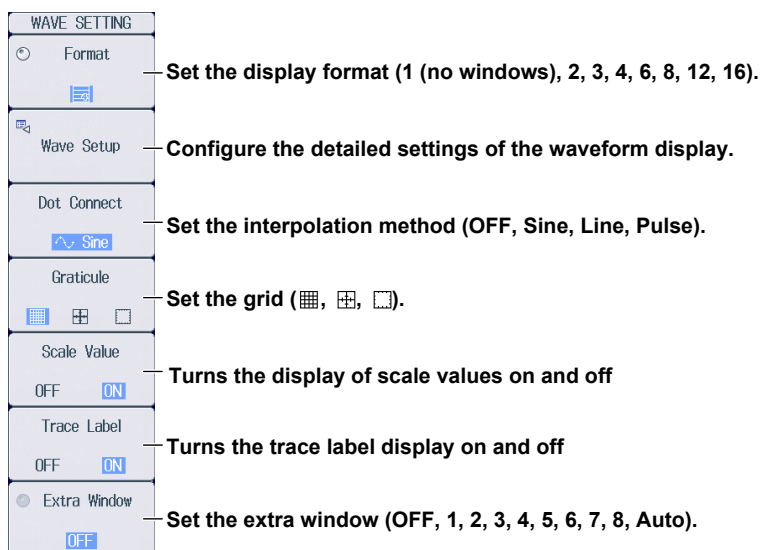 WAVE SETTING
Format
Set the display format (1 (no windows), 2, 3, 4, 6, 8, 12, 16).
Wave Setup
Configure the detailed settings of the waveform display.
Dot Connect
Sine
Set the interpolation method (OFF, Sine, Line, Pulse).
Graticule
Set the grid (▦, ⊞, ⬚).
Scale Value
OFF ON
Turns the display of scale values on and off
Trace Label
OFF ON
Turns the trace label display on and off
Extra Window
OFF
Set the extra window (OFF, 1, 2, 3, 4, 5, 6, 7, 8, Auto).